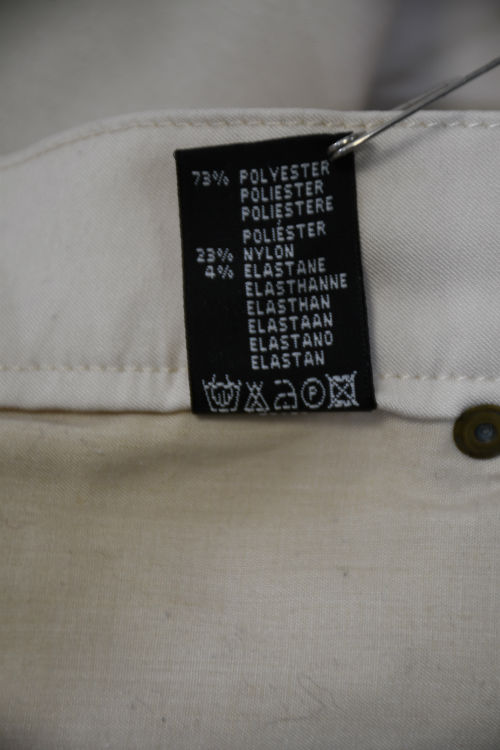 73% POLYESTER
POLIESTER
POLIESTERE
POLIÉSTER
23% NYLON
4% ELASTANE
ELASTHANNE
ELASTHAN
ELASTAAN
ELASTANO
ELASTAN
P